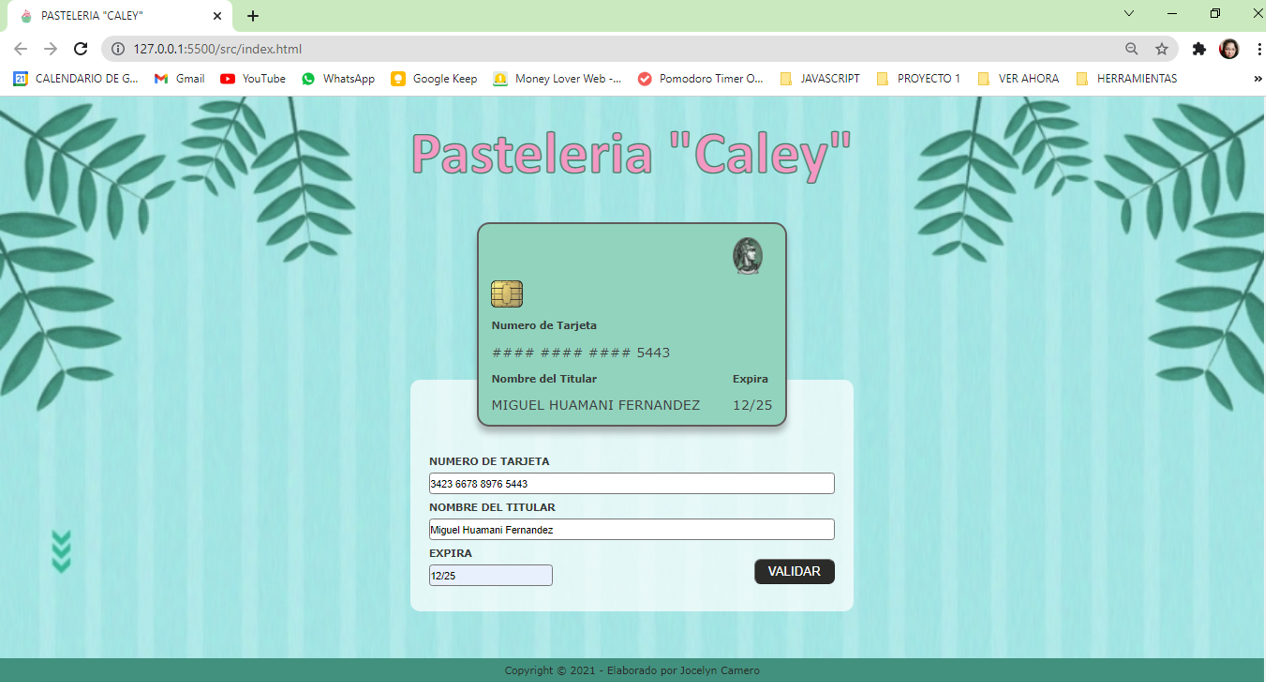 PASTELERIA "CALEY"
127.0.0.1:5500/src/index.html
21 CALENDARIO DE G... Gmail YouTube WhatsApp Google Keep Money Lover Web -... Pomodoro Timer O... JAVASCRIPT PROYECTO 1 VER AHORA HERRAMIENTAS »
Pasteleria "Caley"
Numero de Tarjeta
#### #### #### 5443
Nombre del Titular Expira
MIGUEL HUAMANI FERNANDEZ 12/25
NUMERO DE TARJETA
3423 6678 8976 5443
NOMBRE DEL TITULAR
Miguel Huamani Fernandez
EXPIRA
12/25
VALIDAR
Copyright © 2021 - Elaborado por Jocelyn Camero